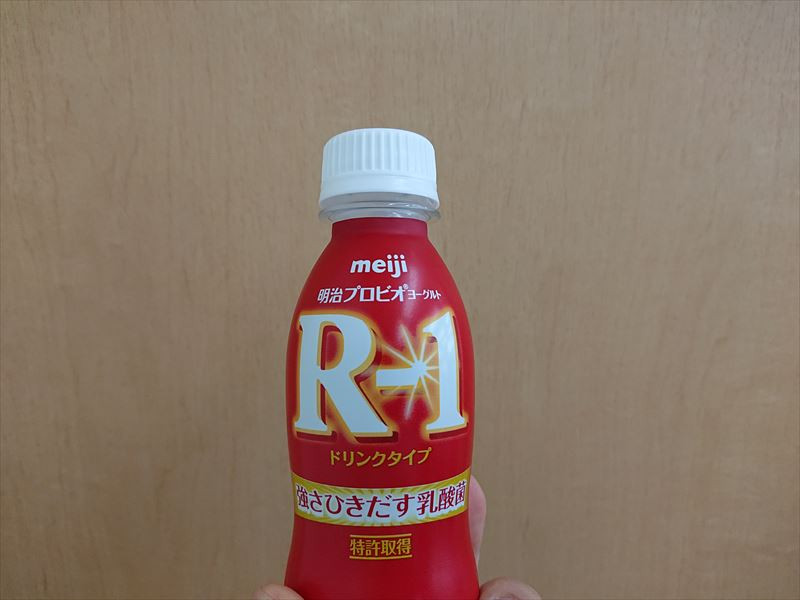 meiji
明治プロビオ®ヨーグルト
R-1
ドリンクタイプ
強さひきだす乳酸菌
特許取得